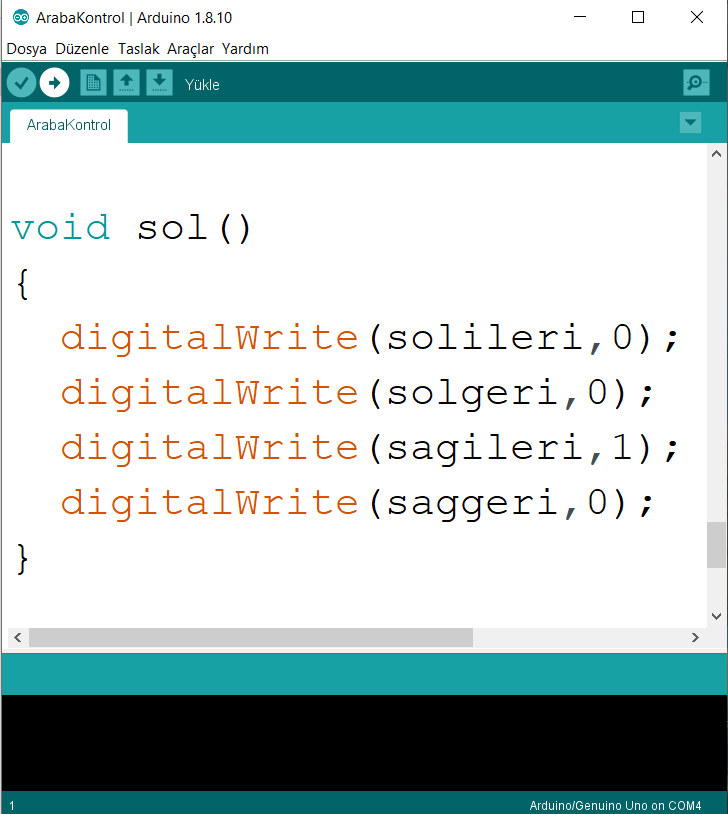 ArabaKontrol | Arduino 1.8.10
Dosya Düzenle Taslak Araçlar Yardım
Yükle
ArabaKontrol
void sol()
{
digitalWrite(solileri,0);
digitalWrite(solgeri,0);
digitalWrite(sagileri,1);
digitalWrite(saggeri,0);
}
1 Arduino/Genuino Uno on COM4